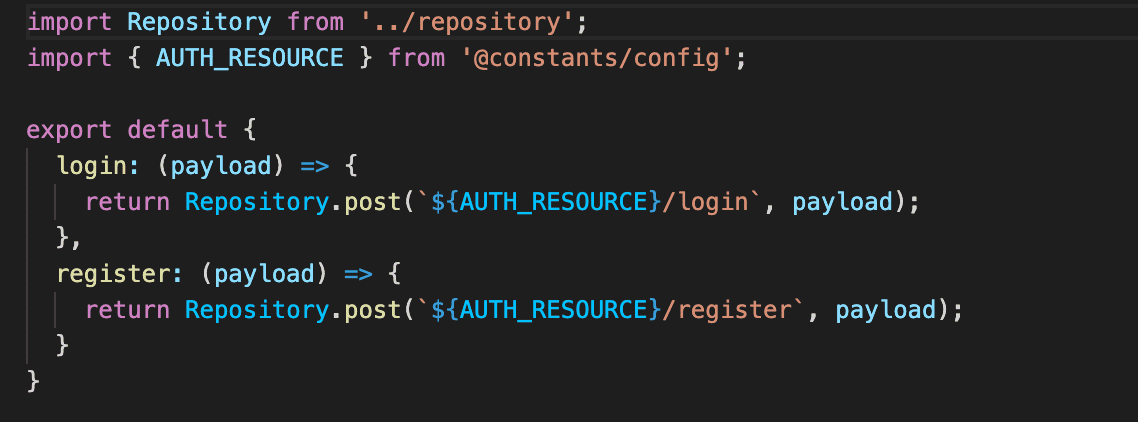 import Repository from '../repository';
import { AUTH_RESOURCE } from '@constants/config';

export default {
  login: (payload) => {
    return Repository.post(`${AUTH_RESOURCE}/login`, payload);
  },
  register: (payload) => {
    return Repository.post(`${AUTH_RESOURCE}/register`, payload);
  }
}